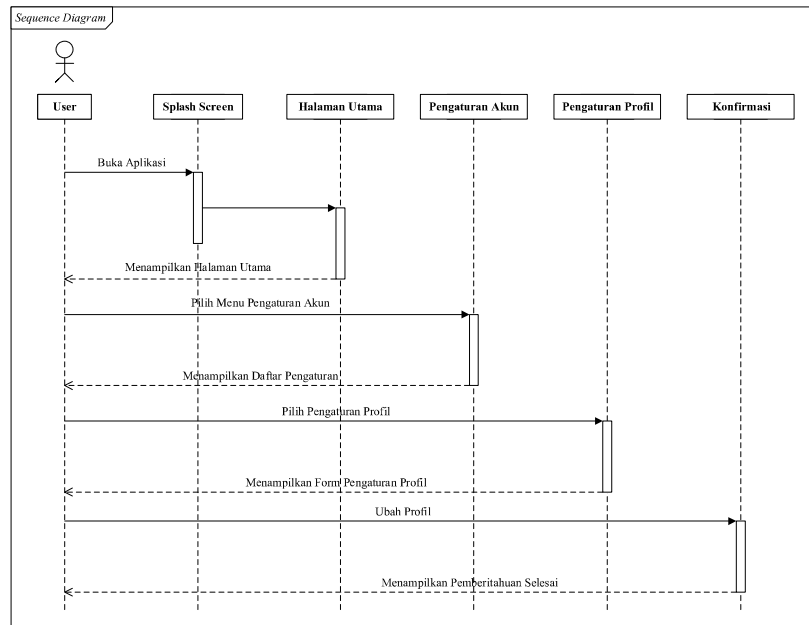 Sequence Diagram
User
Splash Screen
Halaman Utama
Pengaturan Akun
Pengaturan Profil
Konfirmasi
Buka Aplikasi
Menampilkan Halaman Utama
Pilih Menu Pengaturan Akun
Menampilkan Daftar Pengaturan
Pilih Pengaturan Profil
Menampilkan Form Pengaturan Profil
Ubah Profil
Menampilkan Pemberitahuan Selesai